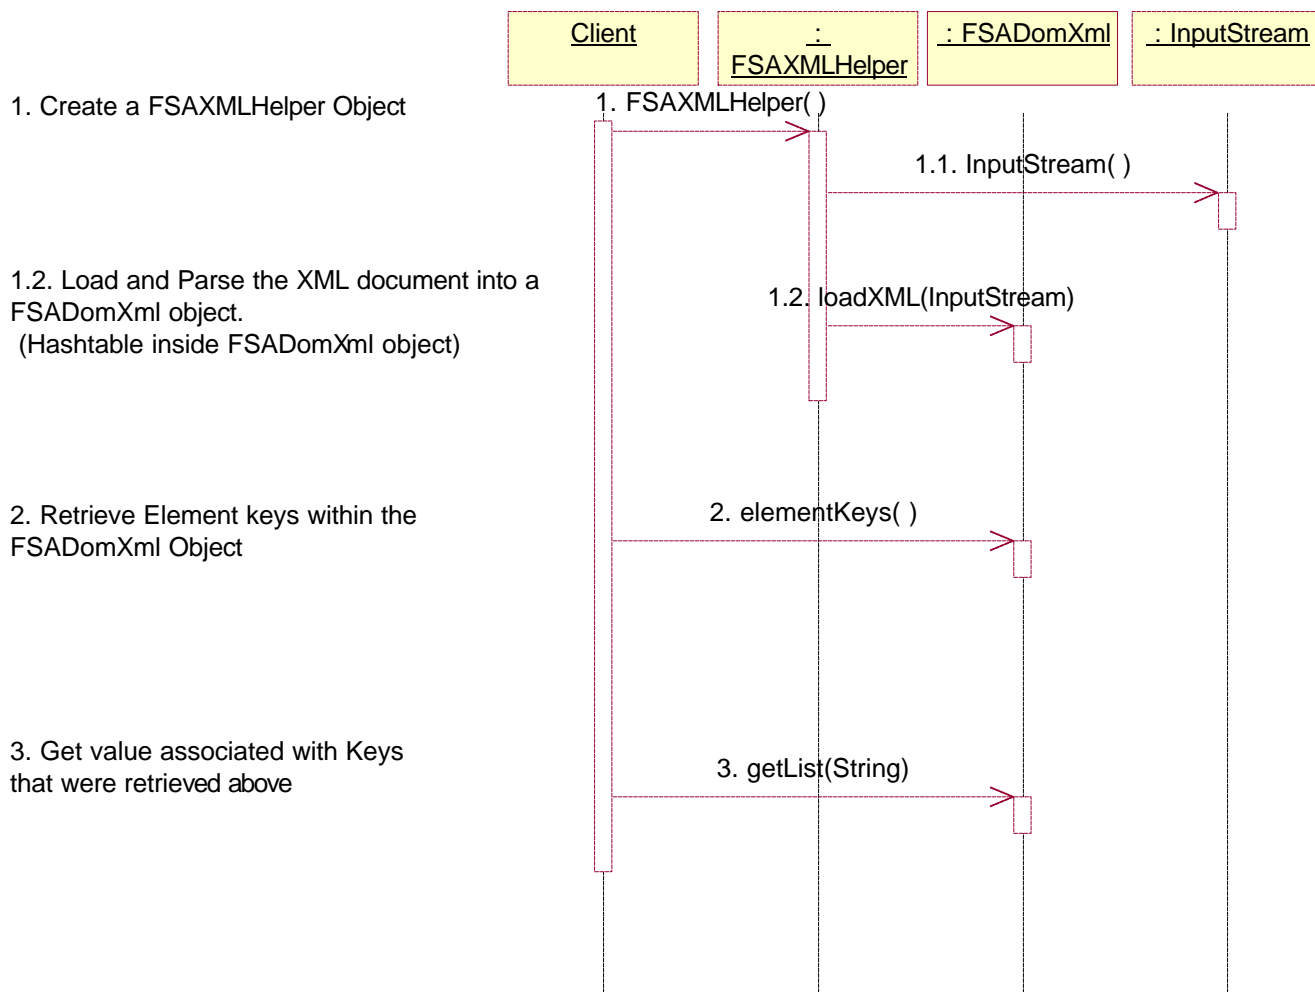 Client
:
FSAXMLHelper
: FSADomXml
: InputStream
1. Create a FSAXMLHelper Object
1. FSAXMLHelper( )
1.1. InputStream( )
1.2. Load and Parse the XML document into a
FSADomXml object.
(Hashtable inside FSADomXml object)
1.2. loadXML(InputStream)
2. Retrieve Element keys within the
FSADomXml Object
2. elementKeys( )
3. Get value associated with Keys
that were retrieved above
3. getList(String)